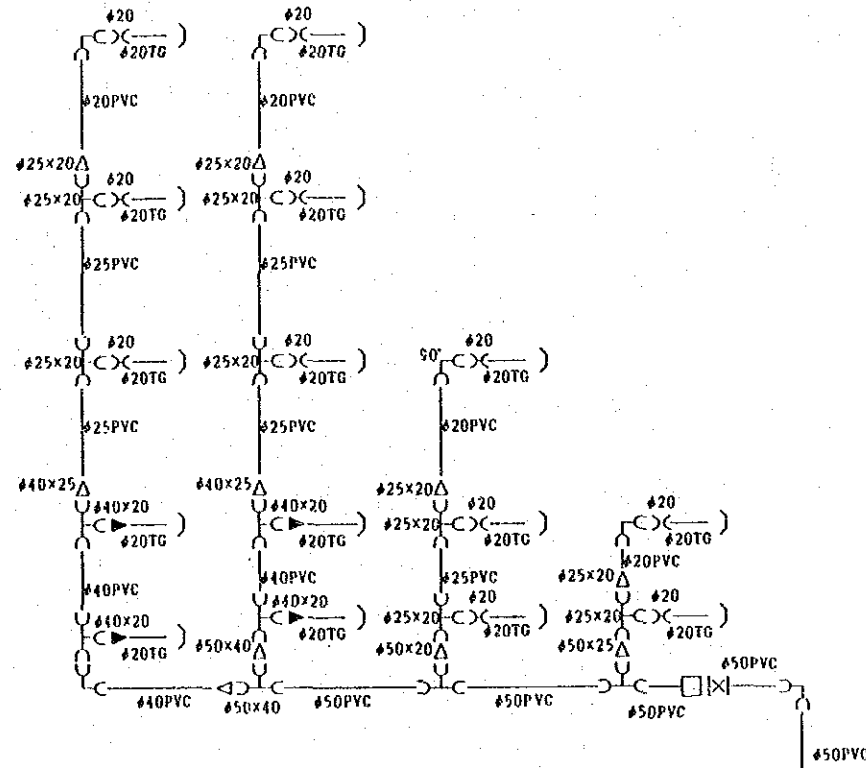 ϕ20 ϕ20
ϕ20TG ϕ20TG
ϕ20PVC ϕ20PVC
ϕ25×20 ϕ20 ϕ25×20 ϕ20
ϕ25×20 ϕ20TG ϕ25×20 ϕ20TG
ϕ25PVC ϕ25PVC
ϕ20 ϕ20 ϕ20
ϕ25×20 ϕ20TG ϕ25×20 ϕ20TG ϕ20TG
ϕ25PVC ϕ25PVC ϕ20PVC
ϕ40×25 ϕ40×25 ϕ25×20
ϕ40×20 ϕ40×20 ϕ20 ϕ20
ϕ25×20
ϕ20TG ϕ20TG ϕ20TG ϕ20TG
ϕ20PVC
ϕ40PVC ϕ40PVC ϕ25PVC ϕ25×20
ϕ40×20 ϕ40×20 ϕ20 ϕ20
ϕ25×20 ϕ25×20
ϕ20TG ϕ20TG ϕ20TG ϕ20TG
ϕ50×40 ϕ50×20 ϕ50×25
ϕ50PVC
ϕ40PVC ϕ50×40 ϕ50PVC ϕ50PVC ϕ50PVC
ϕ50PVC